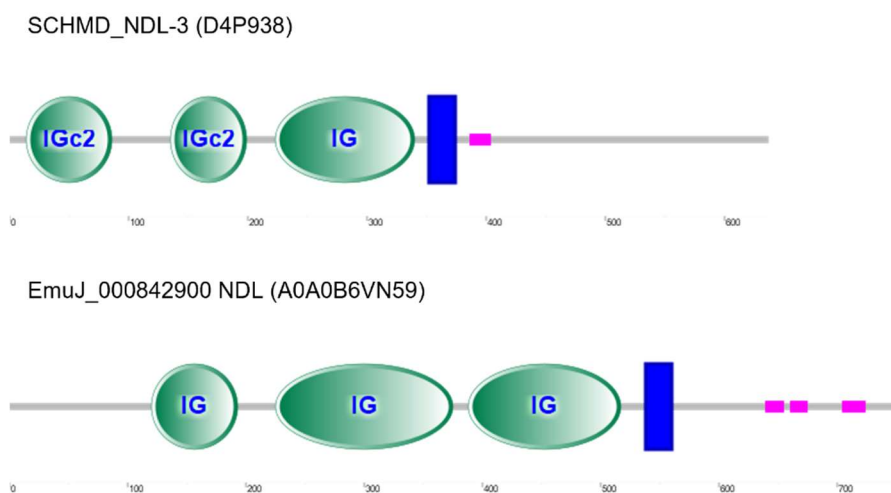 SCHMD_NDL-3 (D4P938)
IGc2 IGc2 IG
0 100 200 300 400 500 600
EmuJ_000842900 NDL (A0A0B6VN59)
IG IG IG
0 100 200 300 400 500 600 700